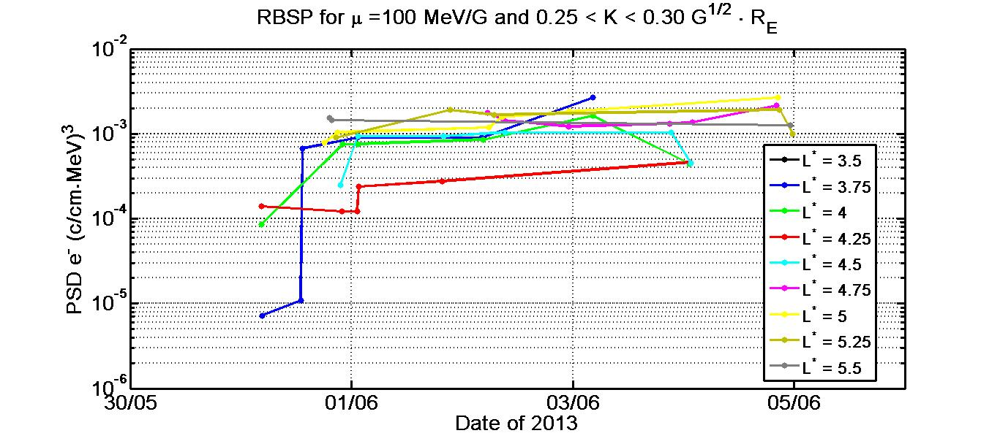 RBSP for μ =100 MeV/G and 0.25 < K < 0.30 G^1/2 · R_E
PSD e^- (c/cm-MeV)^3
10^-2
10^-3
10^-4
10^-5
10^-6
30/05 01/06 03/06 05/06
Date of 2013
L^* = 3.5
L^* = 3.75
L^* = 4
L^* = 4.25
L^* = 4.5
L^* = 4.75
L^* = 5
L^* = 5.25
L^* = 5.5